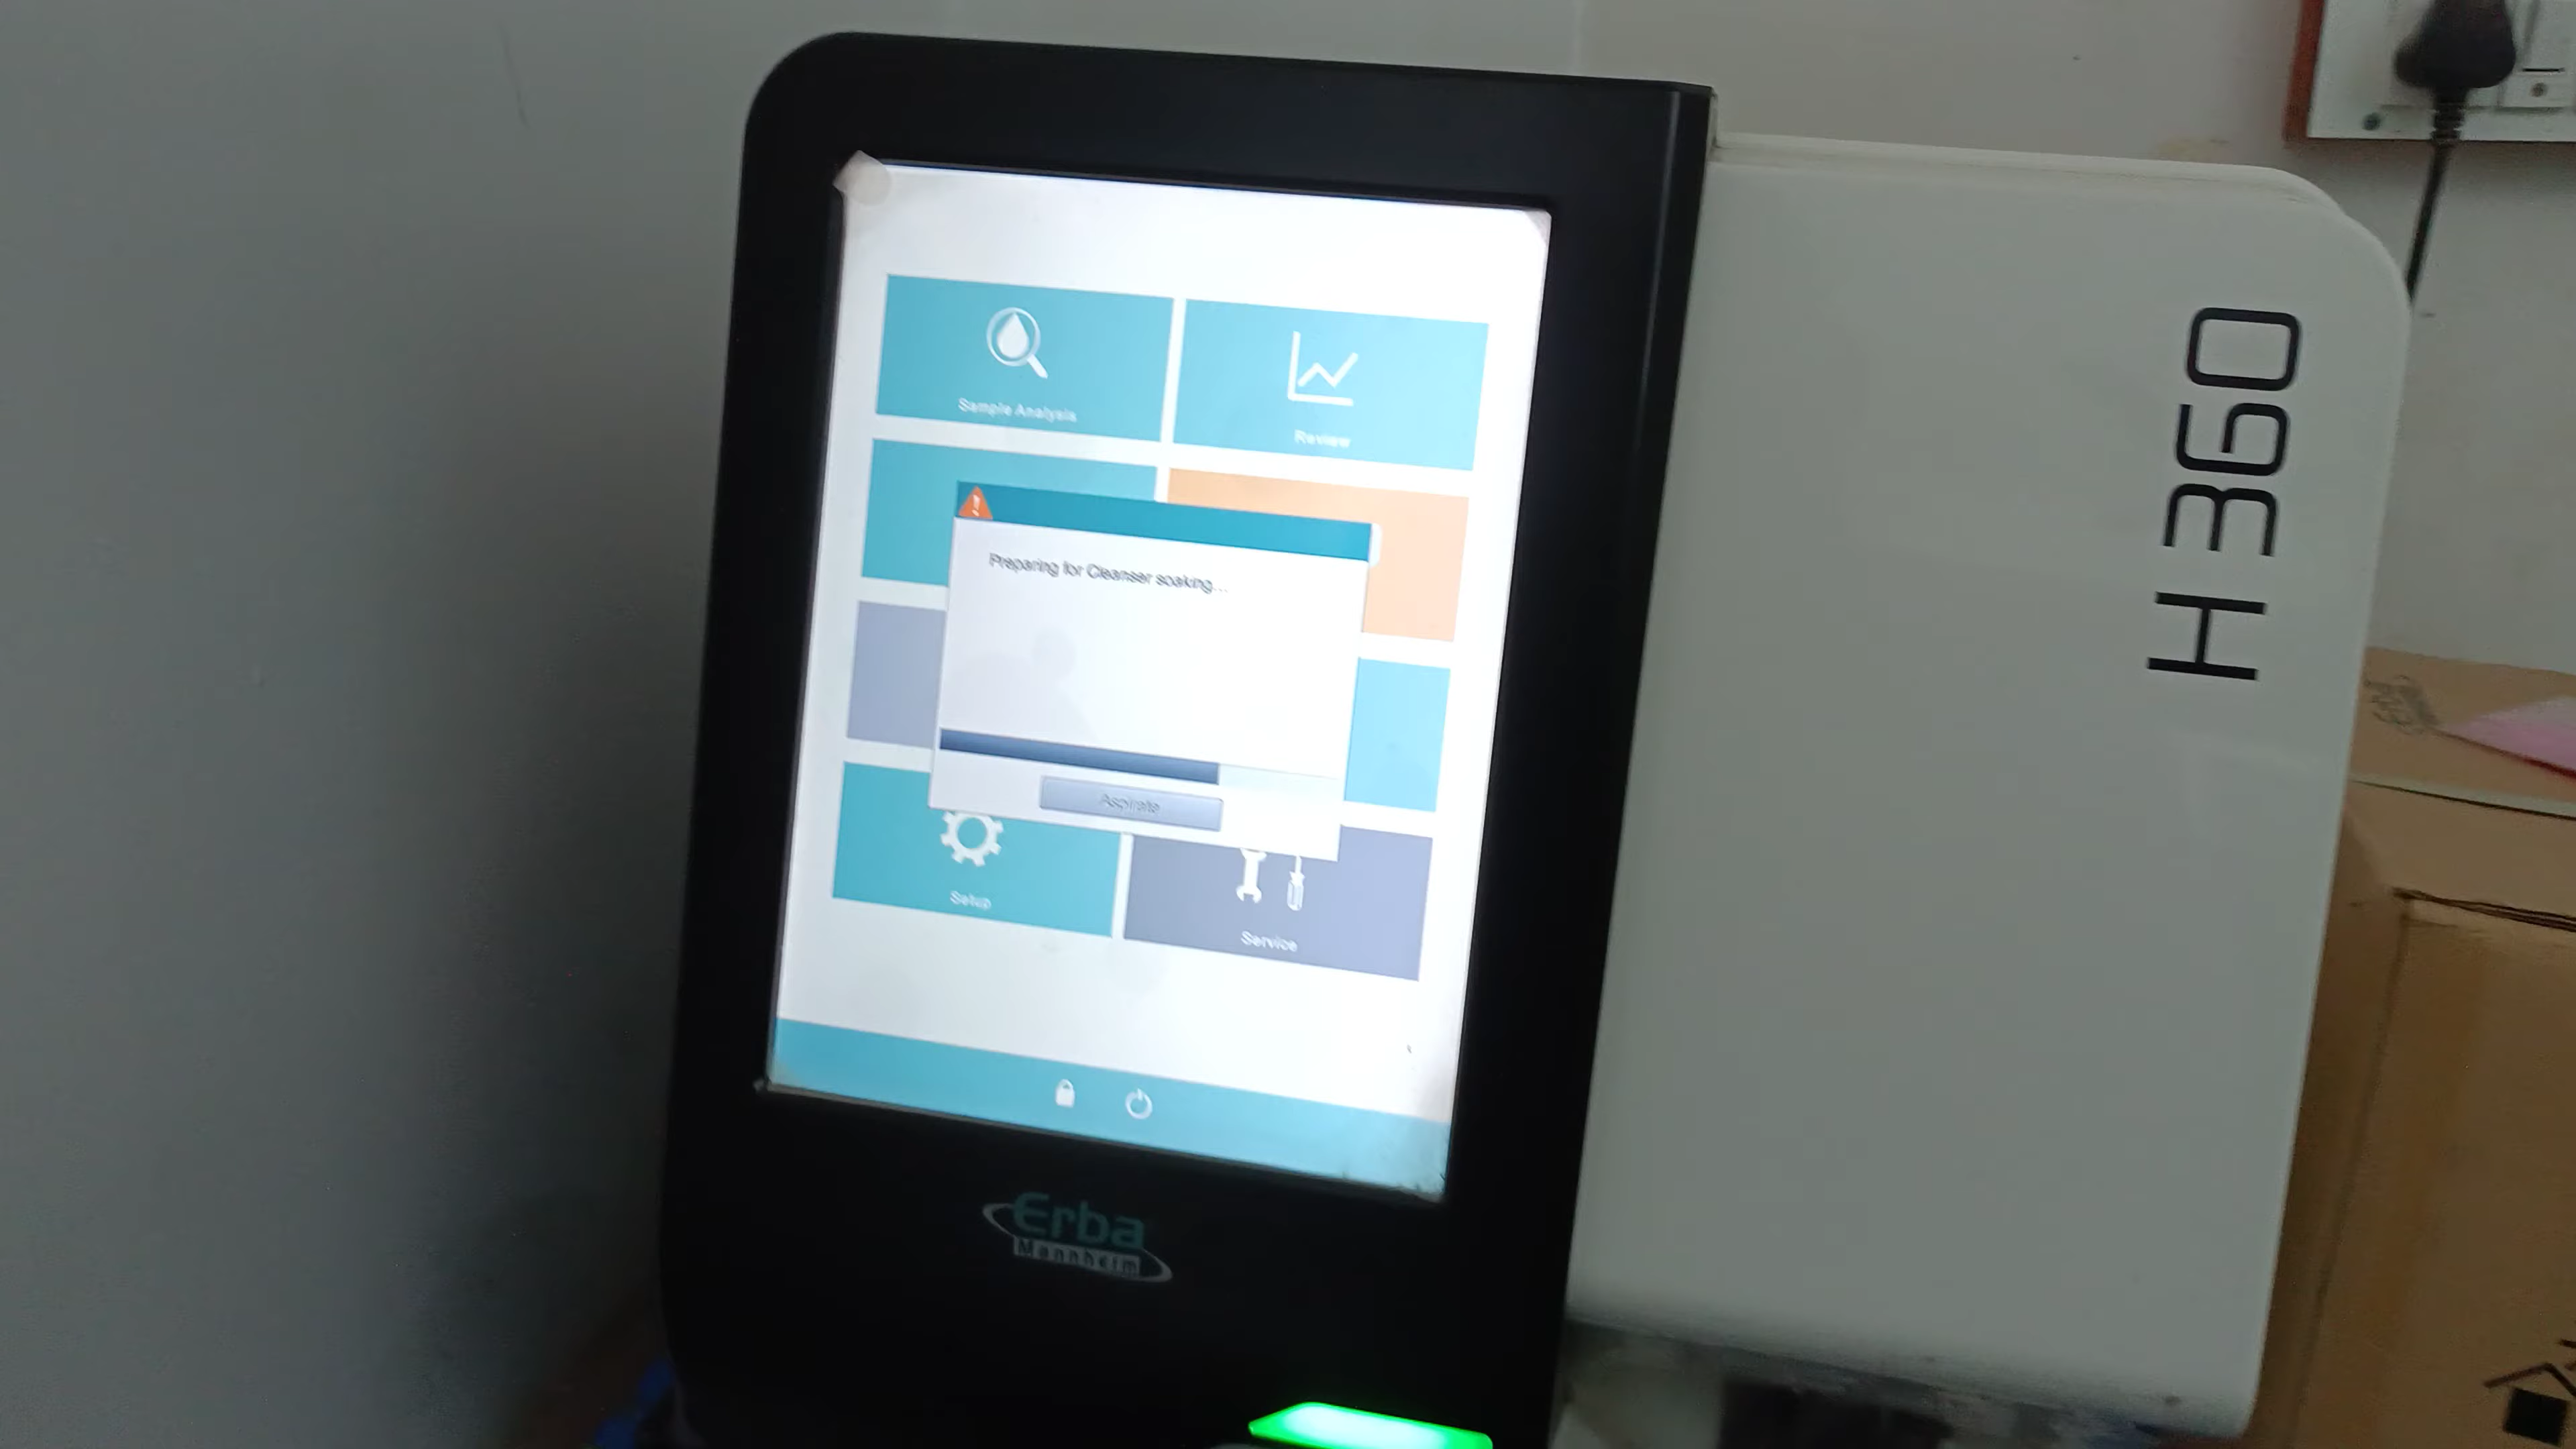 Sample Analysis
Review
Preparing for Cleanser soaking...
Aspirate
Setup
Service
Erba
Mannheim
H 360